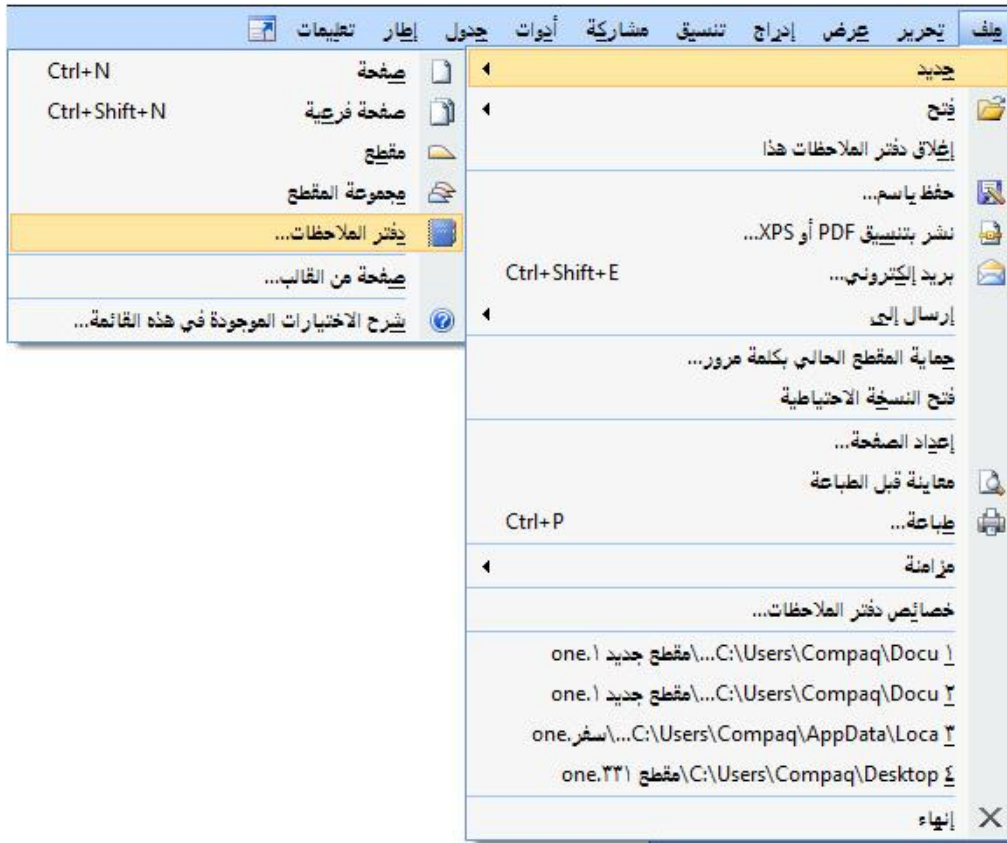 ملف تحرير عرض إدراج تنسيق مشاركة أدوات جدول إطار تعليمات
جديد
فتح
إغلاق دفتر الملاحظات هذا
حفظ باسم...
نشر بتنسيق PDF أو XPS...
بريد إلكتروني... Ctrl+Shift+E
إرسال إلى
حماية المقطع الحالي بكلمة مرور...
فتح النسخة الاحتياطية
إعداد الصفحة...
معاينة قبل الطباعة
طباعة... Ctrl+P
مزامنة
خصائص دفتر الملاحظات...
١ C:\Users\Compaq\Docu...\مقطع جديد ١.one
٢ C:\Users\Compaq\Docu...\مقطع جديد ١.one
٣ C:\Users\Compaq\AppData\Loca...\سفر.one
٤ C:\Users\Compaq\Desktop\مقطع ٣٣١.one
إنهاء
صفحة Ctrl+N
صفحة فرعية Ctrl+Shift+N
مقطع
مجموعة المقطع
دفتر الملاحظات...
صفحة من القالب...
شرح الاختيارات الموجودة في هذه القائمة...